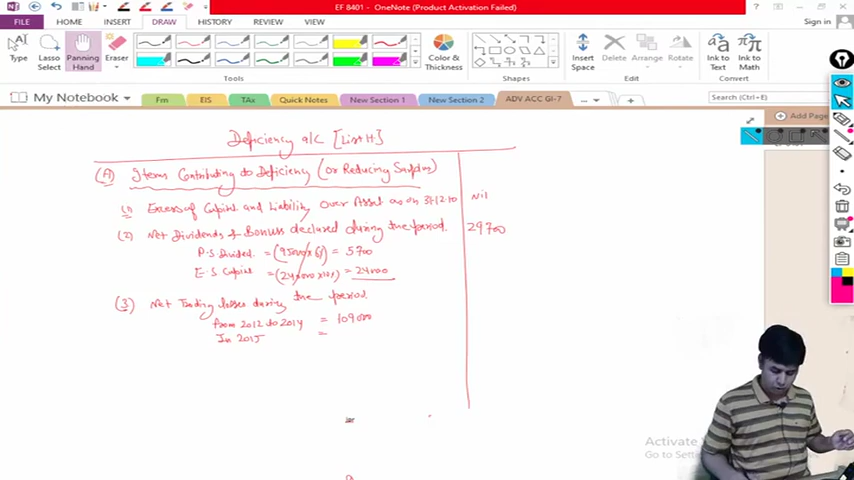 EF 8401 - OneNote (Product Activation Failed)
FILE HOME INSERT DRAW HISTORY REVIEW VIEW Sign in
Type Lasso Select Panning Hand Eraser Color & Thickness Insert Space Delete Arrange Rotate Ink to Text Ink to Math
Tools Shapes Edit Convert
My Notebook Fm EIS TAx Quick Notes New Section 1 New Section 2 ADV ACC GI-7 ... Search (Ctrl+E)
Add Page
Deficiency a/c [List H]
(A) Items Contributing to Deficiency (or Reducing Surplus)
(1) Excess of Capital and Liability over Asset as on 31-12-10 Nil
(2) Net Dividends & Bonus declared during the period. 29700
P.S Divided = (95000x6%) = 5700
E.S Capital = = 24000
(3) Net Trading losses during the period.
from 2012 to 2014 = 109000
In 2015 =
Activate
Go to Setti